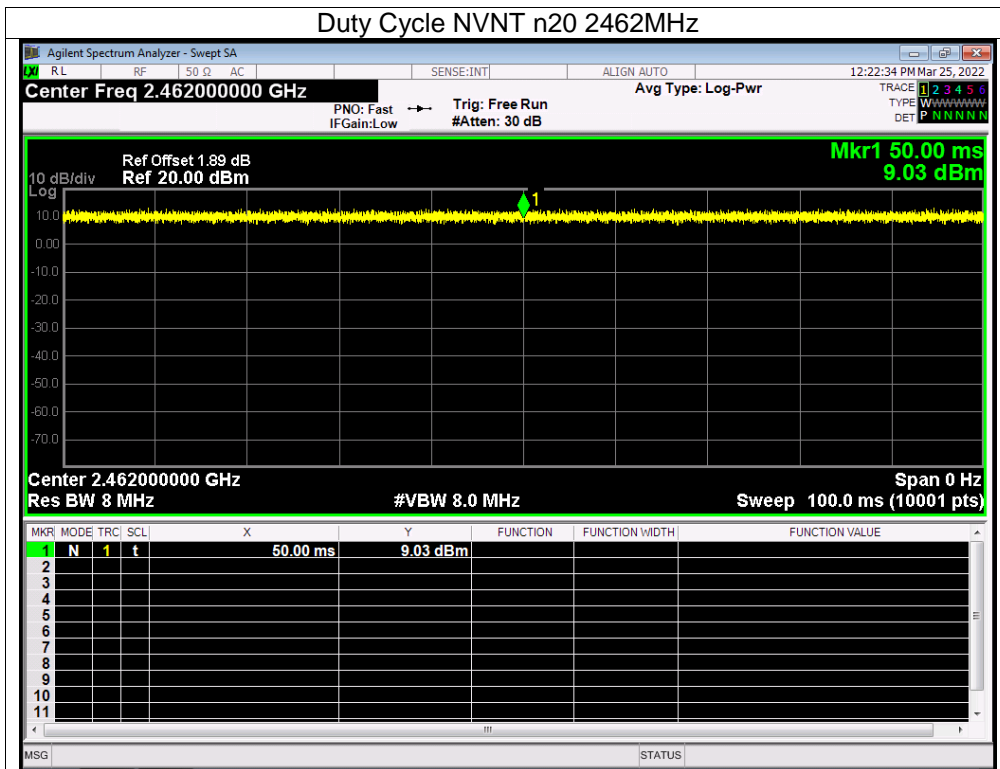 Duty Cycle NVNT n20 2462MHz
Agilent Spectrum Analyzer - Swept SA
LXI RL RF 50 Ω AC SENSE:INT ALIGN AUTO 12:22:34 PM Mar 25, 2022
Center Freq 2.462000000 GHz Avg Type: Log-Pwr TRACE 1 2 3 4 5 6
PNO: Fast Trig: Free Run TYPE WWWWWW
IFGain:Low #Atten: 30 dB DET P N N N N N
Mkr1 50.00 ms
Ref Offset 1.89 dB
10 dB/div Ref 20.00 dBm 9.03 dBm
Log
1
10.0
0.00
-10.0
-20.0
-30.0
-40.0
-50.0
-60.0
-70.0
Center 2.462000000 GHz Span 0 Hz
Res BW 8 MHz #VBW 8.0 MHz Sweep 100.0 ms (10001 pts)
MKR MODE TRC SCL X Y FUNCTION FUNCTION WIDTH FUNCTION VALUE
1 N 1 t 50.00 ms 9.03 dBm
2
3
4
5
6
7
8
9
10
11
MSG STATUS